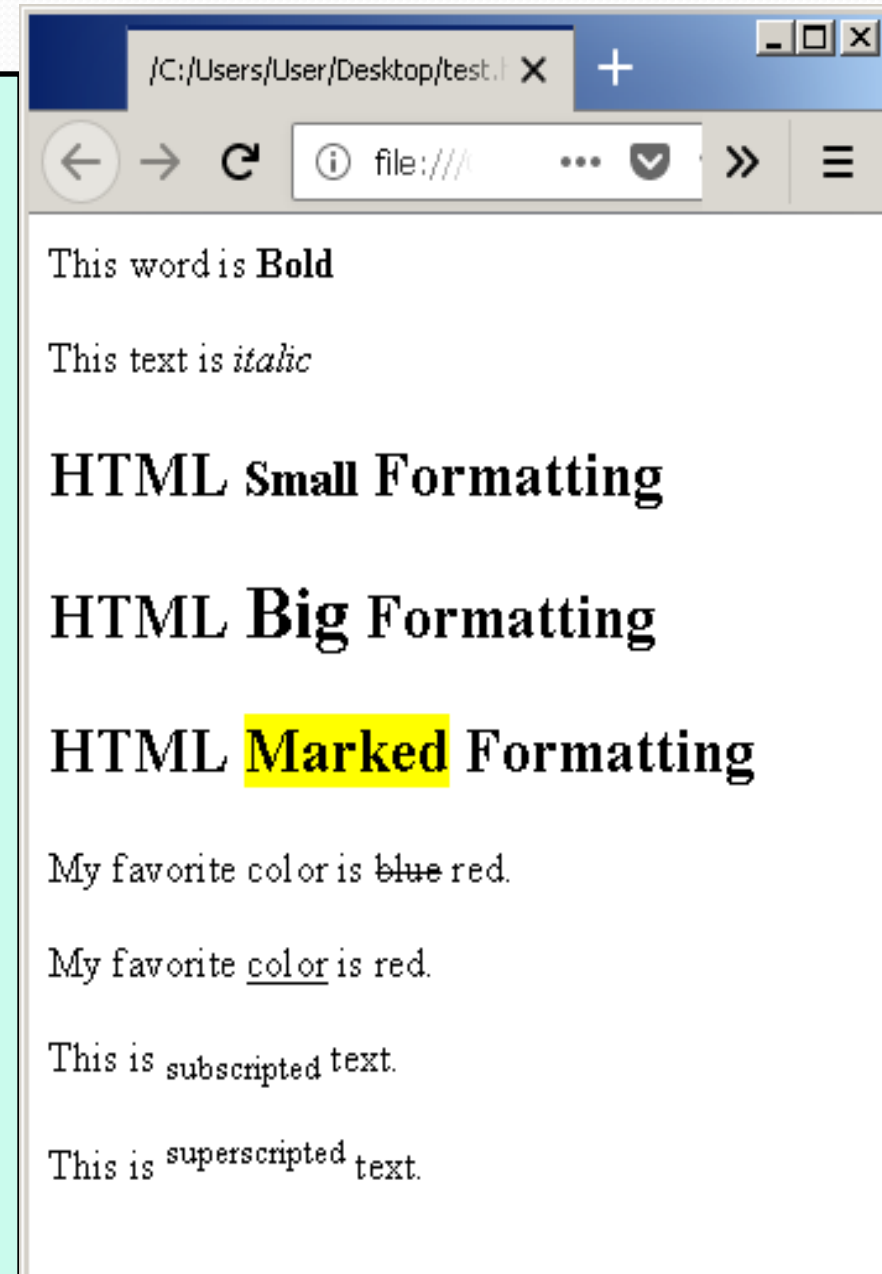 /C:/Users/User/Desktop/test.
file:///
This word is Bold
This text is italic
HTML Small Formatting
HTML Big Formatting
HTML Marked Formatting
My favorite color is blue red.
My favorite color is red.
This is subscripted text.
This is superscripted text.